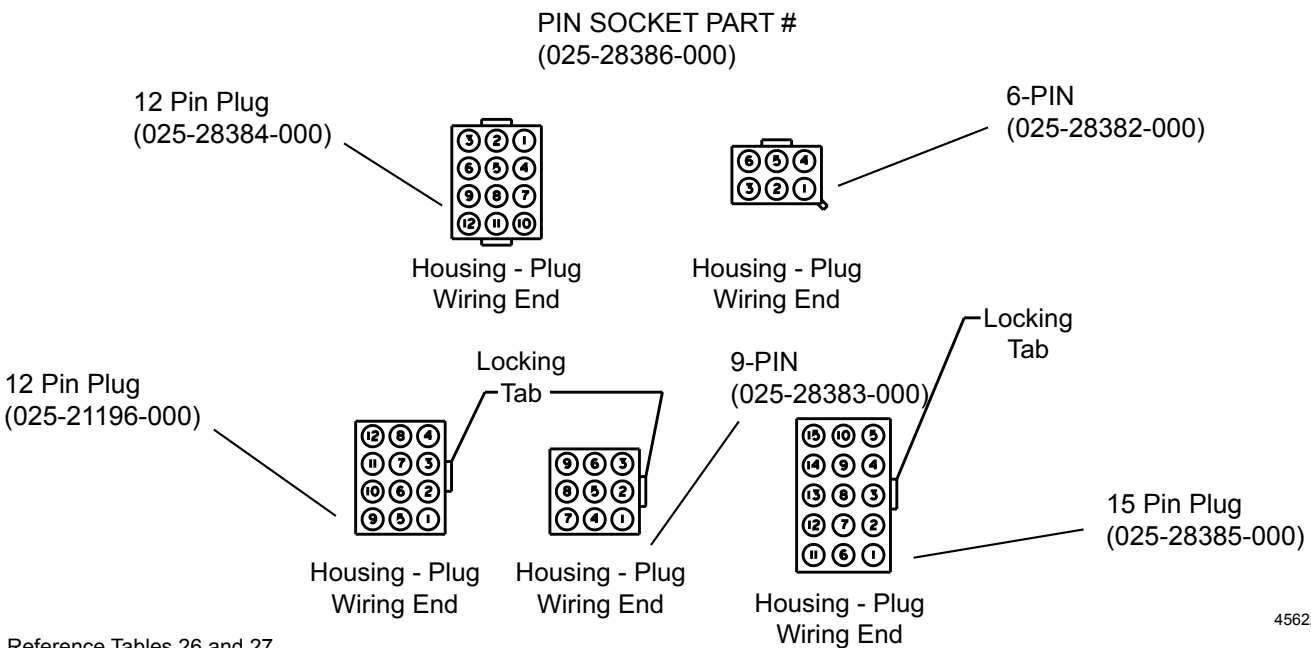 PIN SOCKET PART #
(025-28386-000)
12 Pin Plug
(025-28384-000)
6-PIN
(025-28382-000)
3 2 1
6 5 4
9 8 7
12 11 10
6 5 4
3 2 1
Housing - Plug
Wiring End
Housing - Plug
Wiring End
Locking
Tab
12 Pin Plug
(025-21196-000)
Locking
Tab
9-PIN
(025-28383-000)
12 8 4
11 7 3
10 6 2
9 5 1
9 6 3
8 5 2
7 4 1
15 10 5
14 9 4
13 8 3
12 7 2
11 6 1
15 Pin Plug
(025-28385-000)
Housing - Plug
Wiring End
Housing - Plug
Wiring End
Housing - Plug
Wiring End
4562
Reference Tables 26 and 27